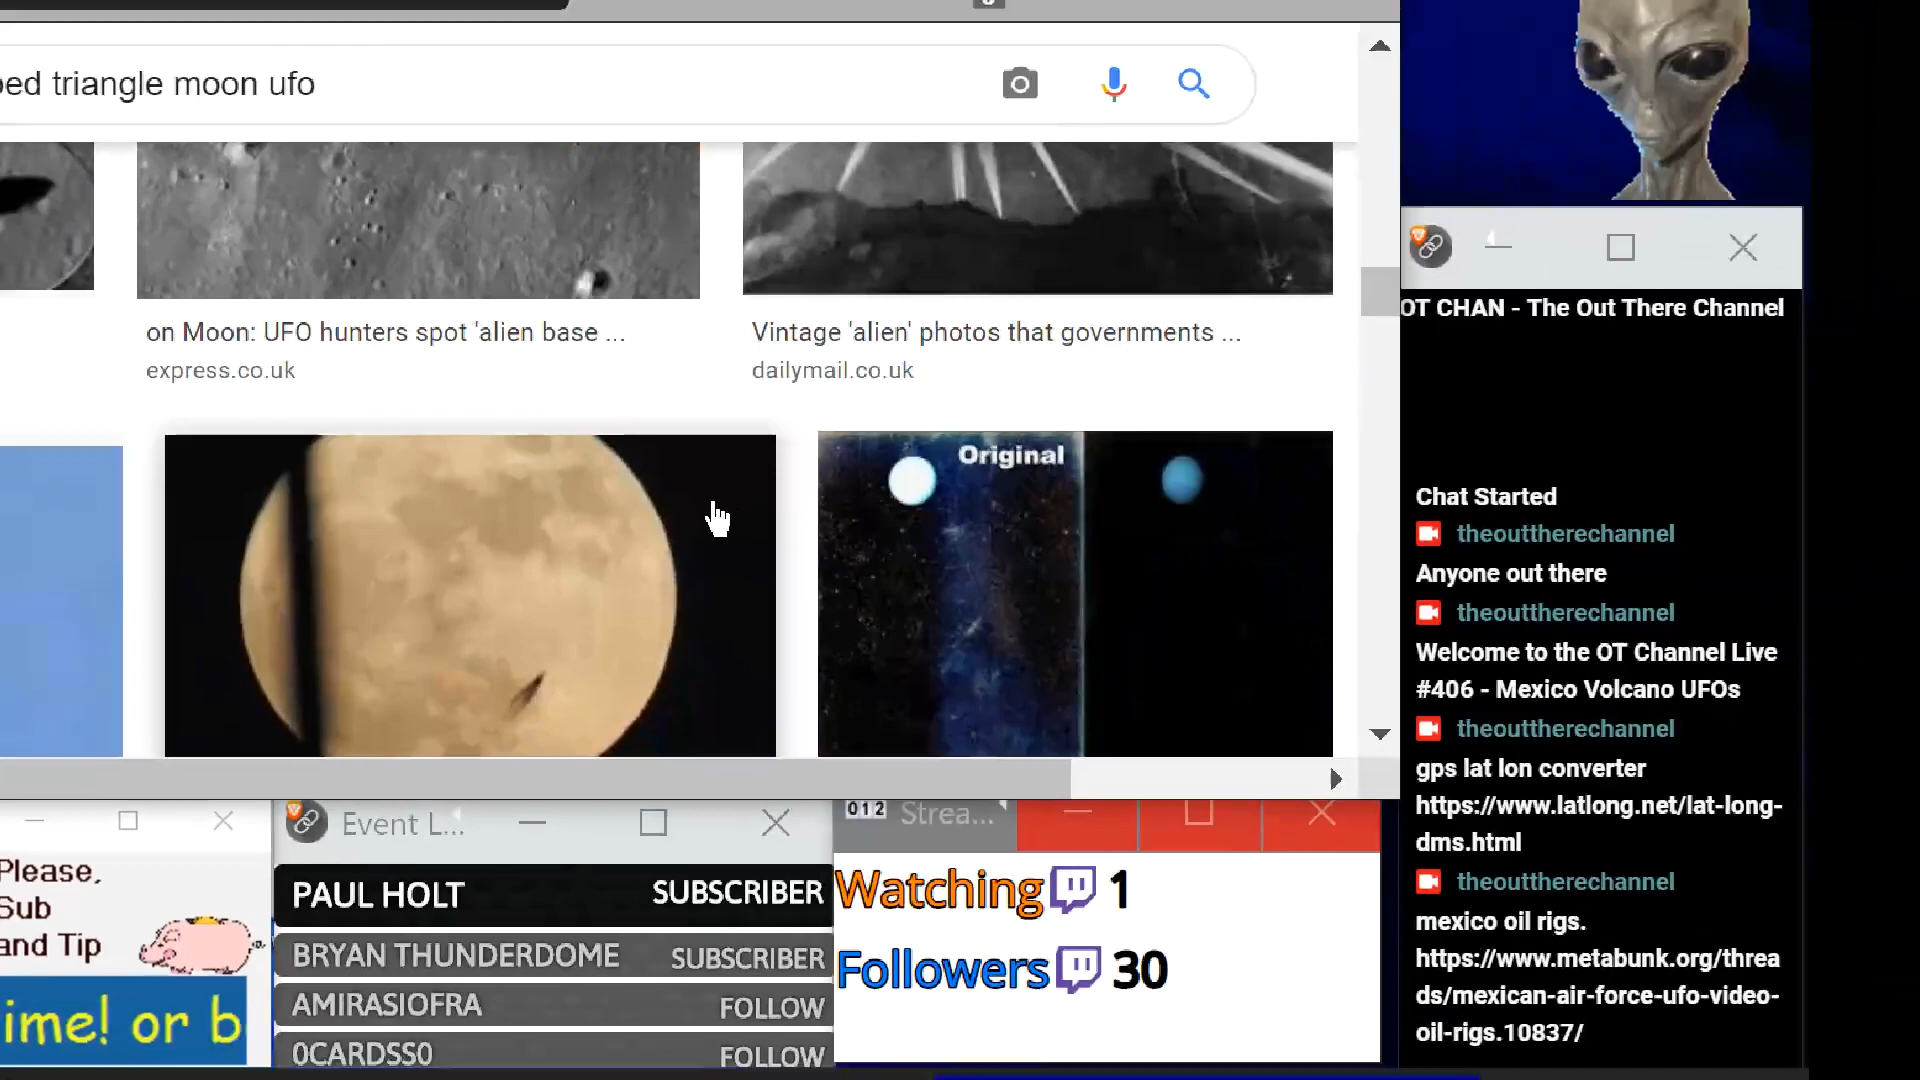 triangle moon ufo
on Moon: UFO hunters spot 'alien base ...
express.co.uk
Vintage 'alien' photos that governments ...
dailymail.co.uk
Original
OT CHAN - The Out There Channel
Chat Started
theouttherechannel
Anyone out there
theouttherechannel
Welcome to the OT Channel Live
#406 - Mexico Volcano UFOs
theouttherechannel
gps lat lon converter
https://www.latlong.net/lat-long-
dms.html
theouttherechannel
mexico oil rigs.
https://www.metabunk.org/threa
ds/mexican-air-force-ufo-video-
oil-rigs.10837/
Please,
Sub
and Tip
ime! or b
Event L...
PAUL HOLT SUBSCRIBER
BRYAN THUNDERDOME SUBSCRIBER
AMIRASIOFRA FOLLOW
0CARDSS0 FOLLOW
012 Strea...
Watching 1
Followers 30